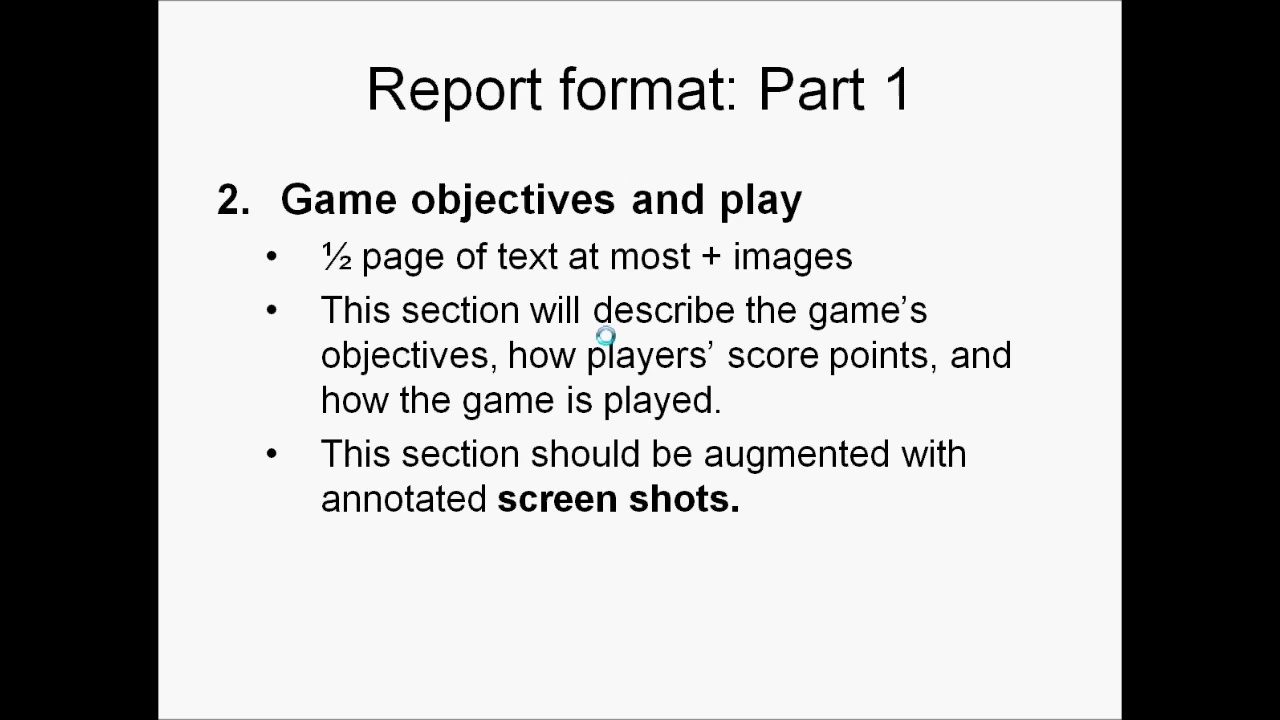 Report format: Part 1
2. Game objectives and play
• ½ page of text at most + images
• This section will describe the game’s
objectives, how players’ score points, and
how the game is played.
• This section should be augmented with
annotated screen shots.